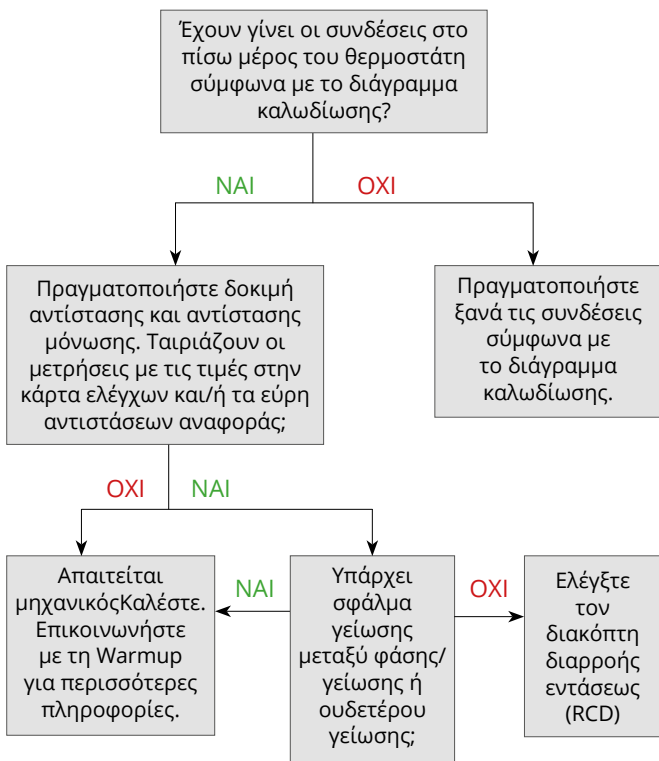 Έχουν γίνει οι συνδέσεις στο
πίσω μέρος του θερμοστάτη
σύμφωνα με το διάγραμμα
καλωδίωσης?
ΝΑΙ
ΟΧΙ
Πραγματοποιήστε δοκιμή
αντίστασης και αντίστασης
μόνωσης. Ταιριάζουν οι
μετρήσεις με τις τιμές στην
κάρτα ελέγχων και/ή τα εύρη
αντιστάσεων αναφοράς;
Πραγματοποιήστε
ξανά τις συνδέσεις
σύμφωνα με
το διάγραμμα
καλωδίωσης.
ΟΧΙ
ΝΑΙ
Απαιτείται
μηχανικόςΚαλέστε.
Επικοινωνήστε
με τη Warmup
για περισσότερες
πληροφορίες.
ΝΑΙ
Υπάρχει
σφάλμα
γείωσης
μεταξύ φάσης/
γείωσης ή
ουδετέρου
γείωσης;
ΟΧΙ
Ελέγξτε
τον
διακόπτη
διαρροής
εντάσεως
(RCD)